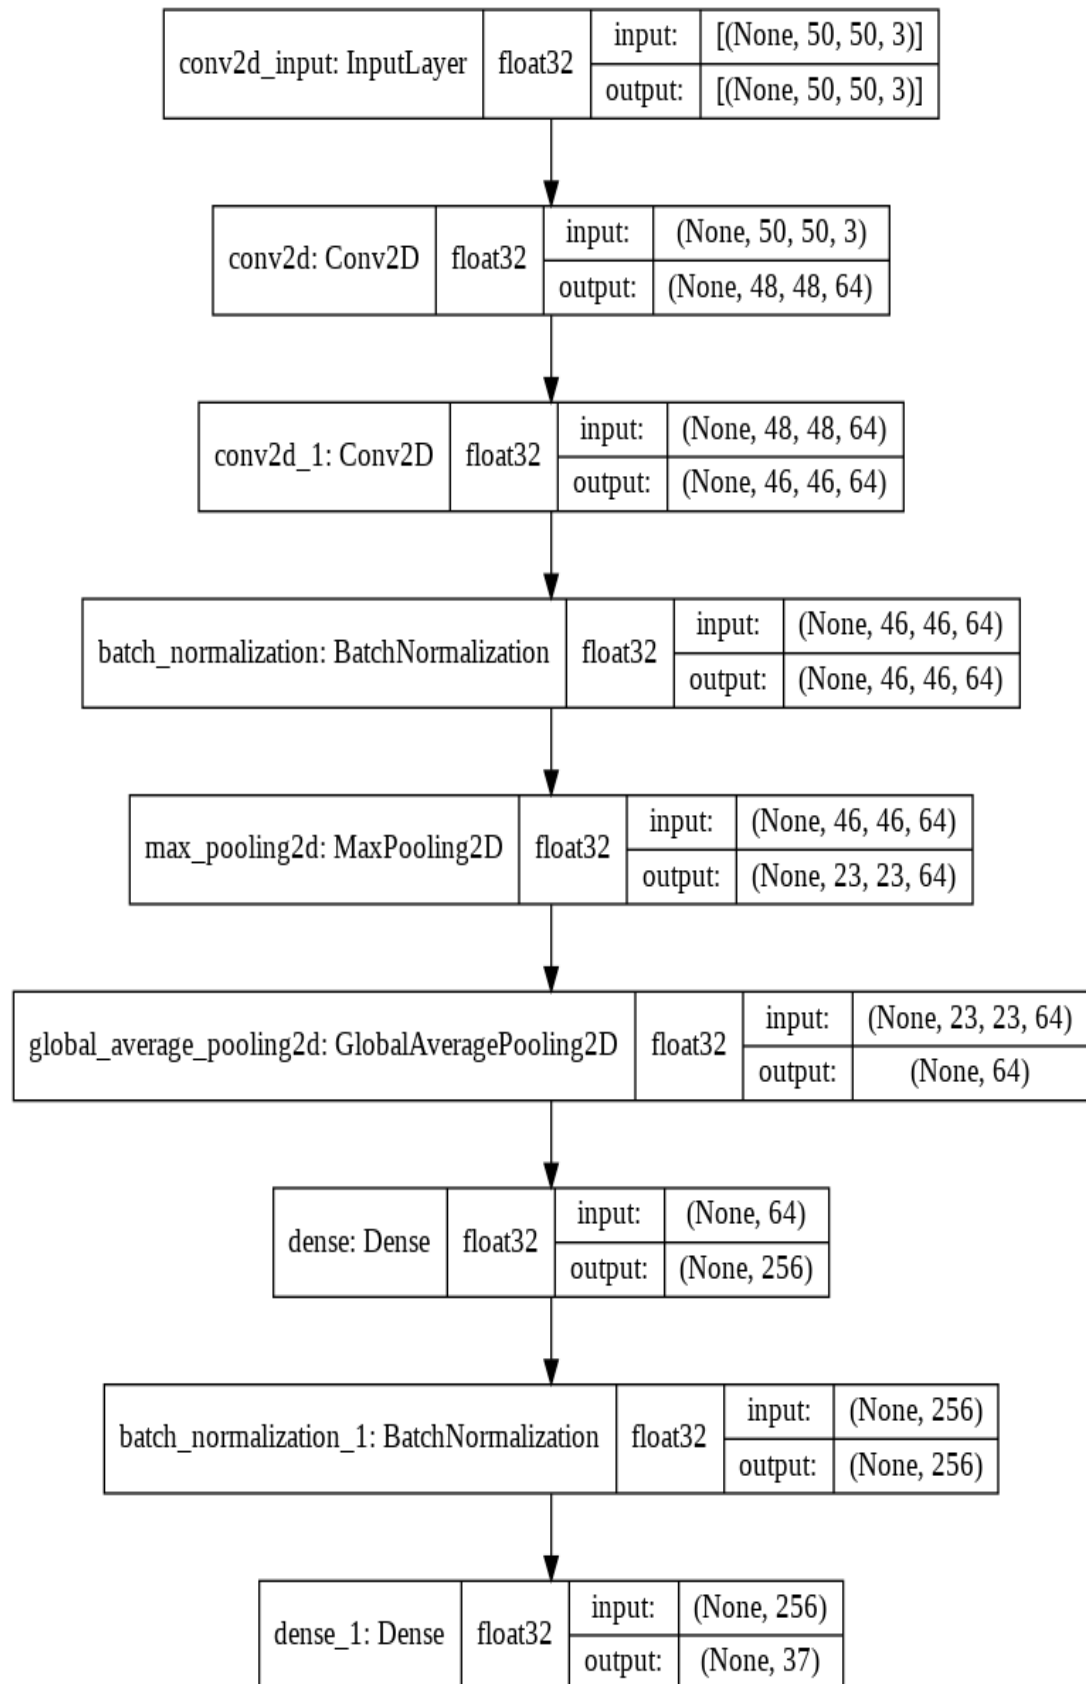 conv2d_input: InputLayer float32 input: [(None, 50, 50, 3)]
output: [(None, 50, 50, 3)]
conv2d: Conv2D float32 input: (None, 50, 50, 3)
output: (None, 48, 48, 64)
conv2d_1: Conv2D float32 input: (None, 48, 48, 64)
output: (None, 46, 46, 64)
batch_normalization: BatchNormalization float32 input: (None, 46, 46, 64)
output: (None, 46, 46, 64)
max_pooling2d: MaxPooling2D float32 input: (None, 46, 46, 64)
output: (None, 23, 23, 64)
global_average_pooling2d: GlobalAveragePooling2D float32 input: (None, 23, 23, 64)
output: (None, 64)
dense: Dense float32 input: (None, 64)
output: (None, 256)
batch_normalization_1: BatchNormalization float32 input: (None, 256)
output: (None, 256)
dense_1: Dense float32 input: (None, 256)
output: (None, 37)